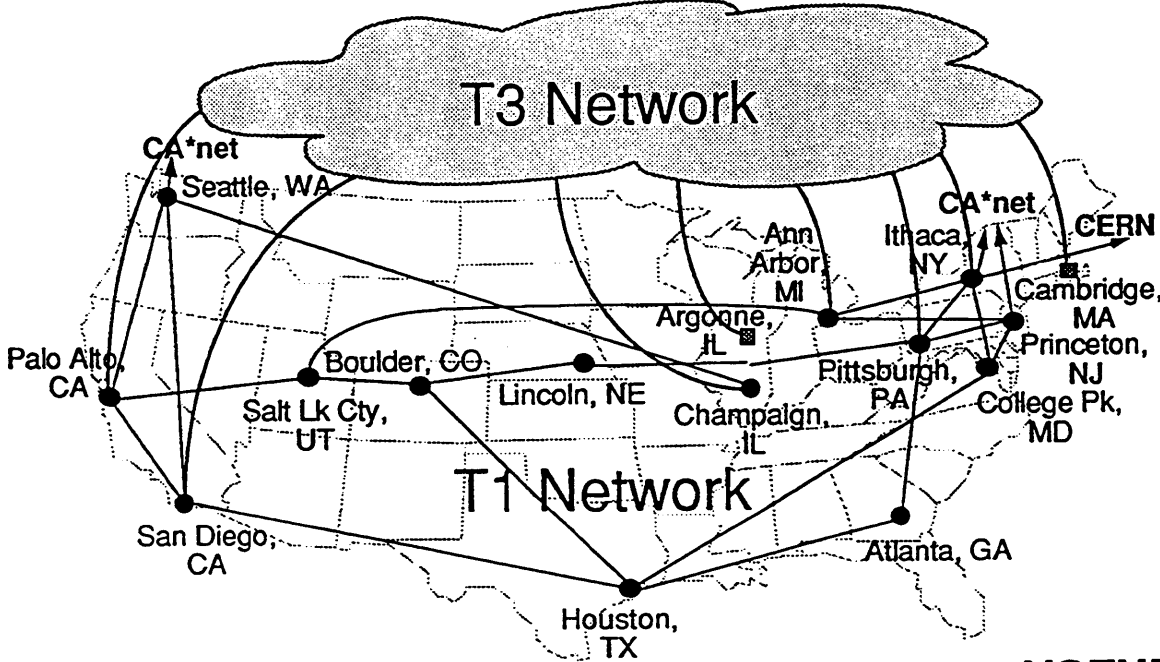 T3 Network
CA*net
Seattle, WA
CA*net
CERN
Ann
Arbor,
MI
Ithaca,
NY
Cambridge,
MA
Argonne,
IL
Palo Alto,
CA
Boulder, CO
Salt Lk Cty,
UT
Lincoln, NE
Champaign,
IL
Pittsburgh,
PA
Princeton,
NJ
College Pk,
MD
T1 Network
San Diego,
CA
Atlanta, GA
Houston,
TX